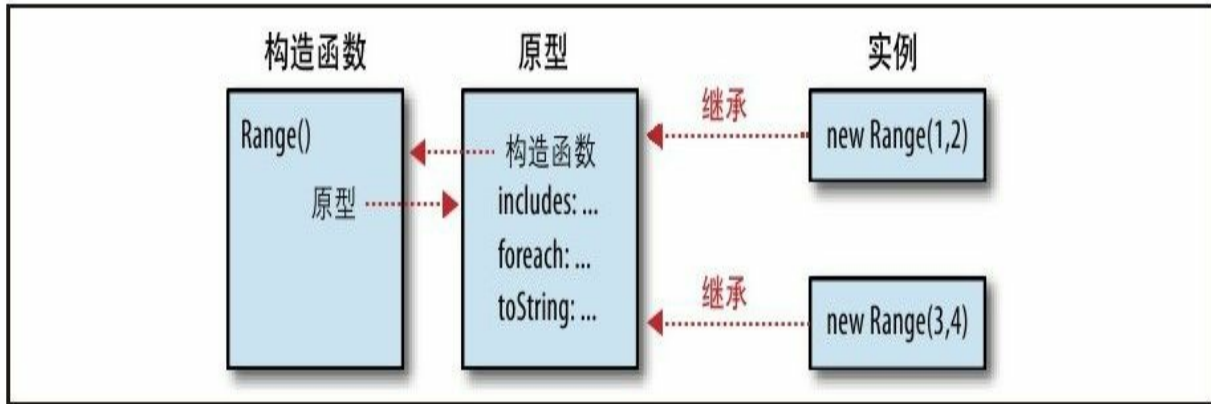 构造函数
原型
实例
Range()
原型
构造函数
includes: ...
foreach: ...
toString: ...
继承
new Range(1,2)
继承
new Range(3,4)